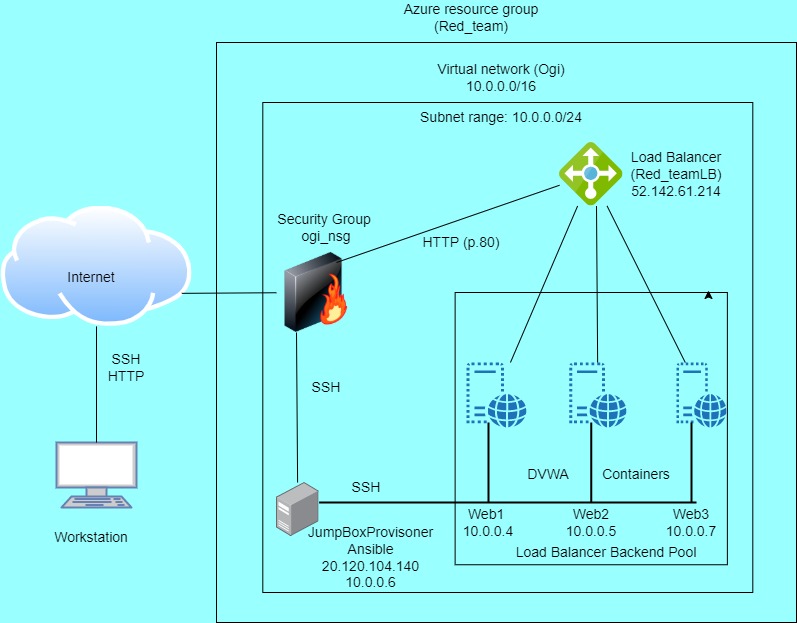 Azure resource group
(Red_team)
Virtual network (Ogi)
10.0.0.0/16
Subnet range: 10.0.0.0/24
Load Balancer
(Red_teamLB)
52.142.61.214
Security Group
ogi_nsg
HTTP (p.80)
Internet
SSH
HTTP
SSH
Workstation
SSH
DVWA
Containers
JumpBoxProvisoner
Ansible
20.120.104.140
10.0.0.6
Web1
10.0.0.4
Web2
10.0.0.5
Web3
10.0.0.7
Load Balancer Backend Pool